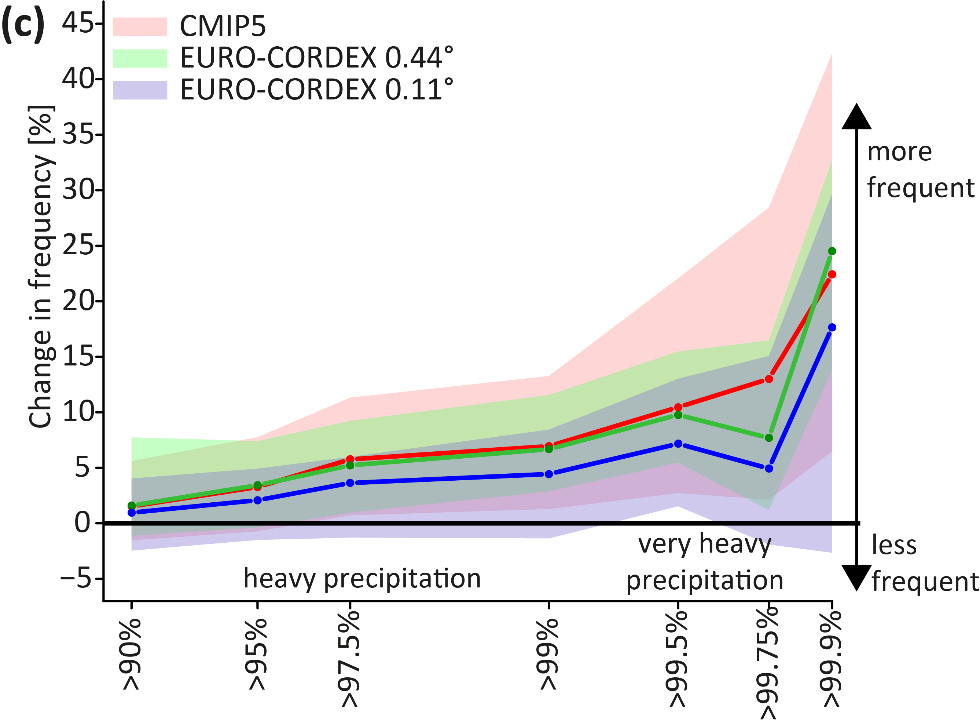 (c)
CMIP5
EURO-CORDEX 0.44°
EURO-CORDEX 0.11°
Change in frequency [%]
45
40
35
30
25
20
15
10
5
0
−5
more
frequent
less
frequent
heavy precipitation
very heavy
precipitation
>90%
>95%
>97.5%
>999%
>99.5%
>99.75%
>99.9%